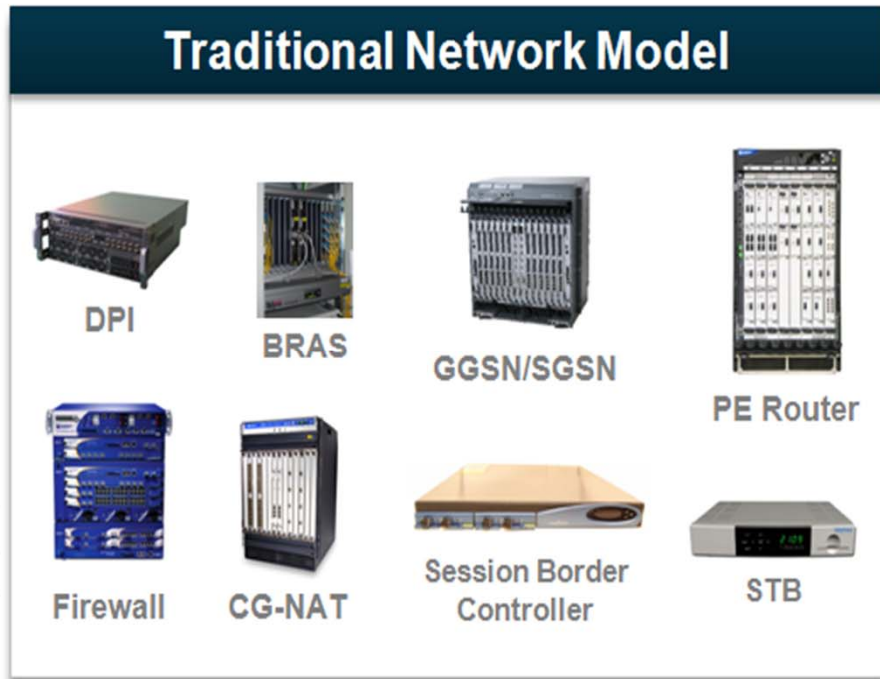 Traditional Network Model
DPI
BRAS
GGSN/SGSN
PE Router
Firewall
CG-NAT
Session Border
Controller
STB